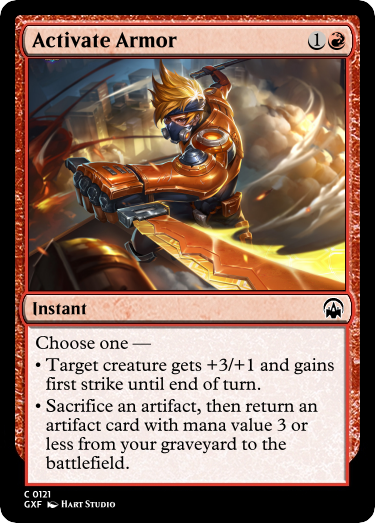 Activate Armor 1
Instant
Choose one —
• Target creature gets +3/+1 and gains
first strike until end of turn.
• Sacrifice an artifact, then return an
artifact card with mana value 3 or
less from your graveyard to the
battlefield.
C 0121
GXF Hart Studio